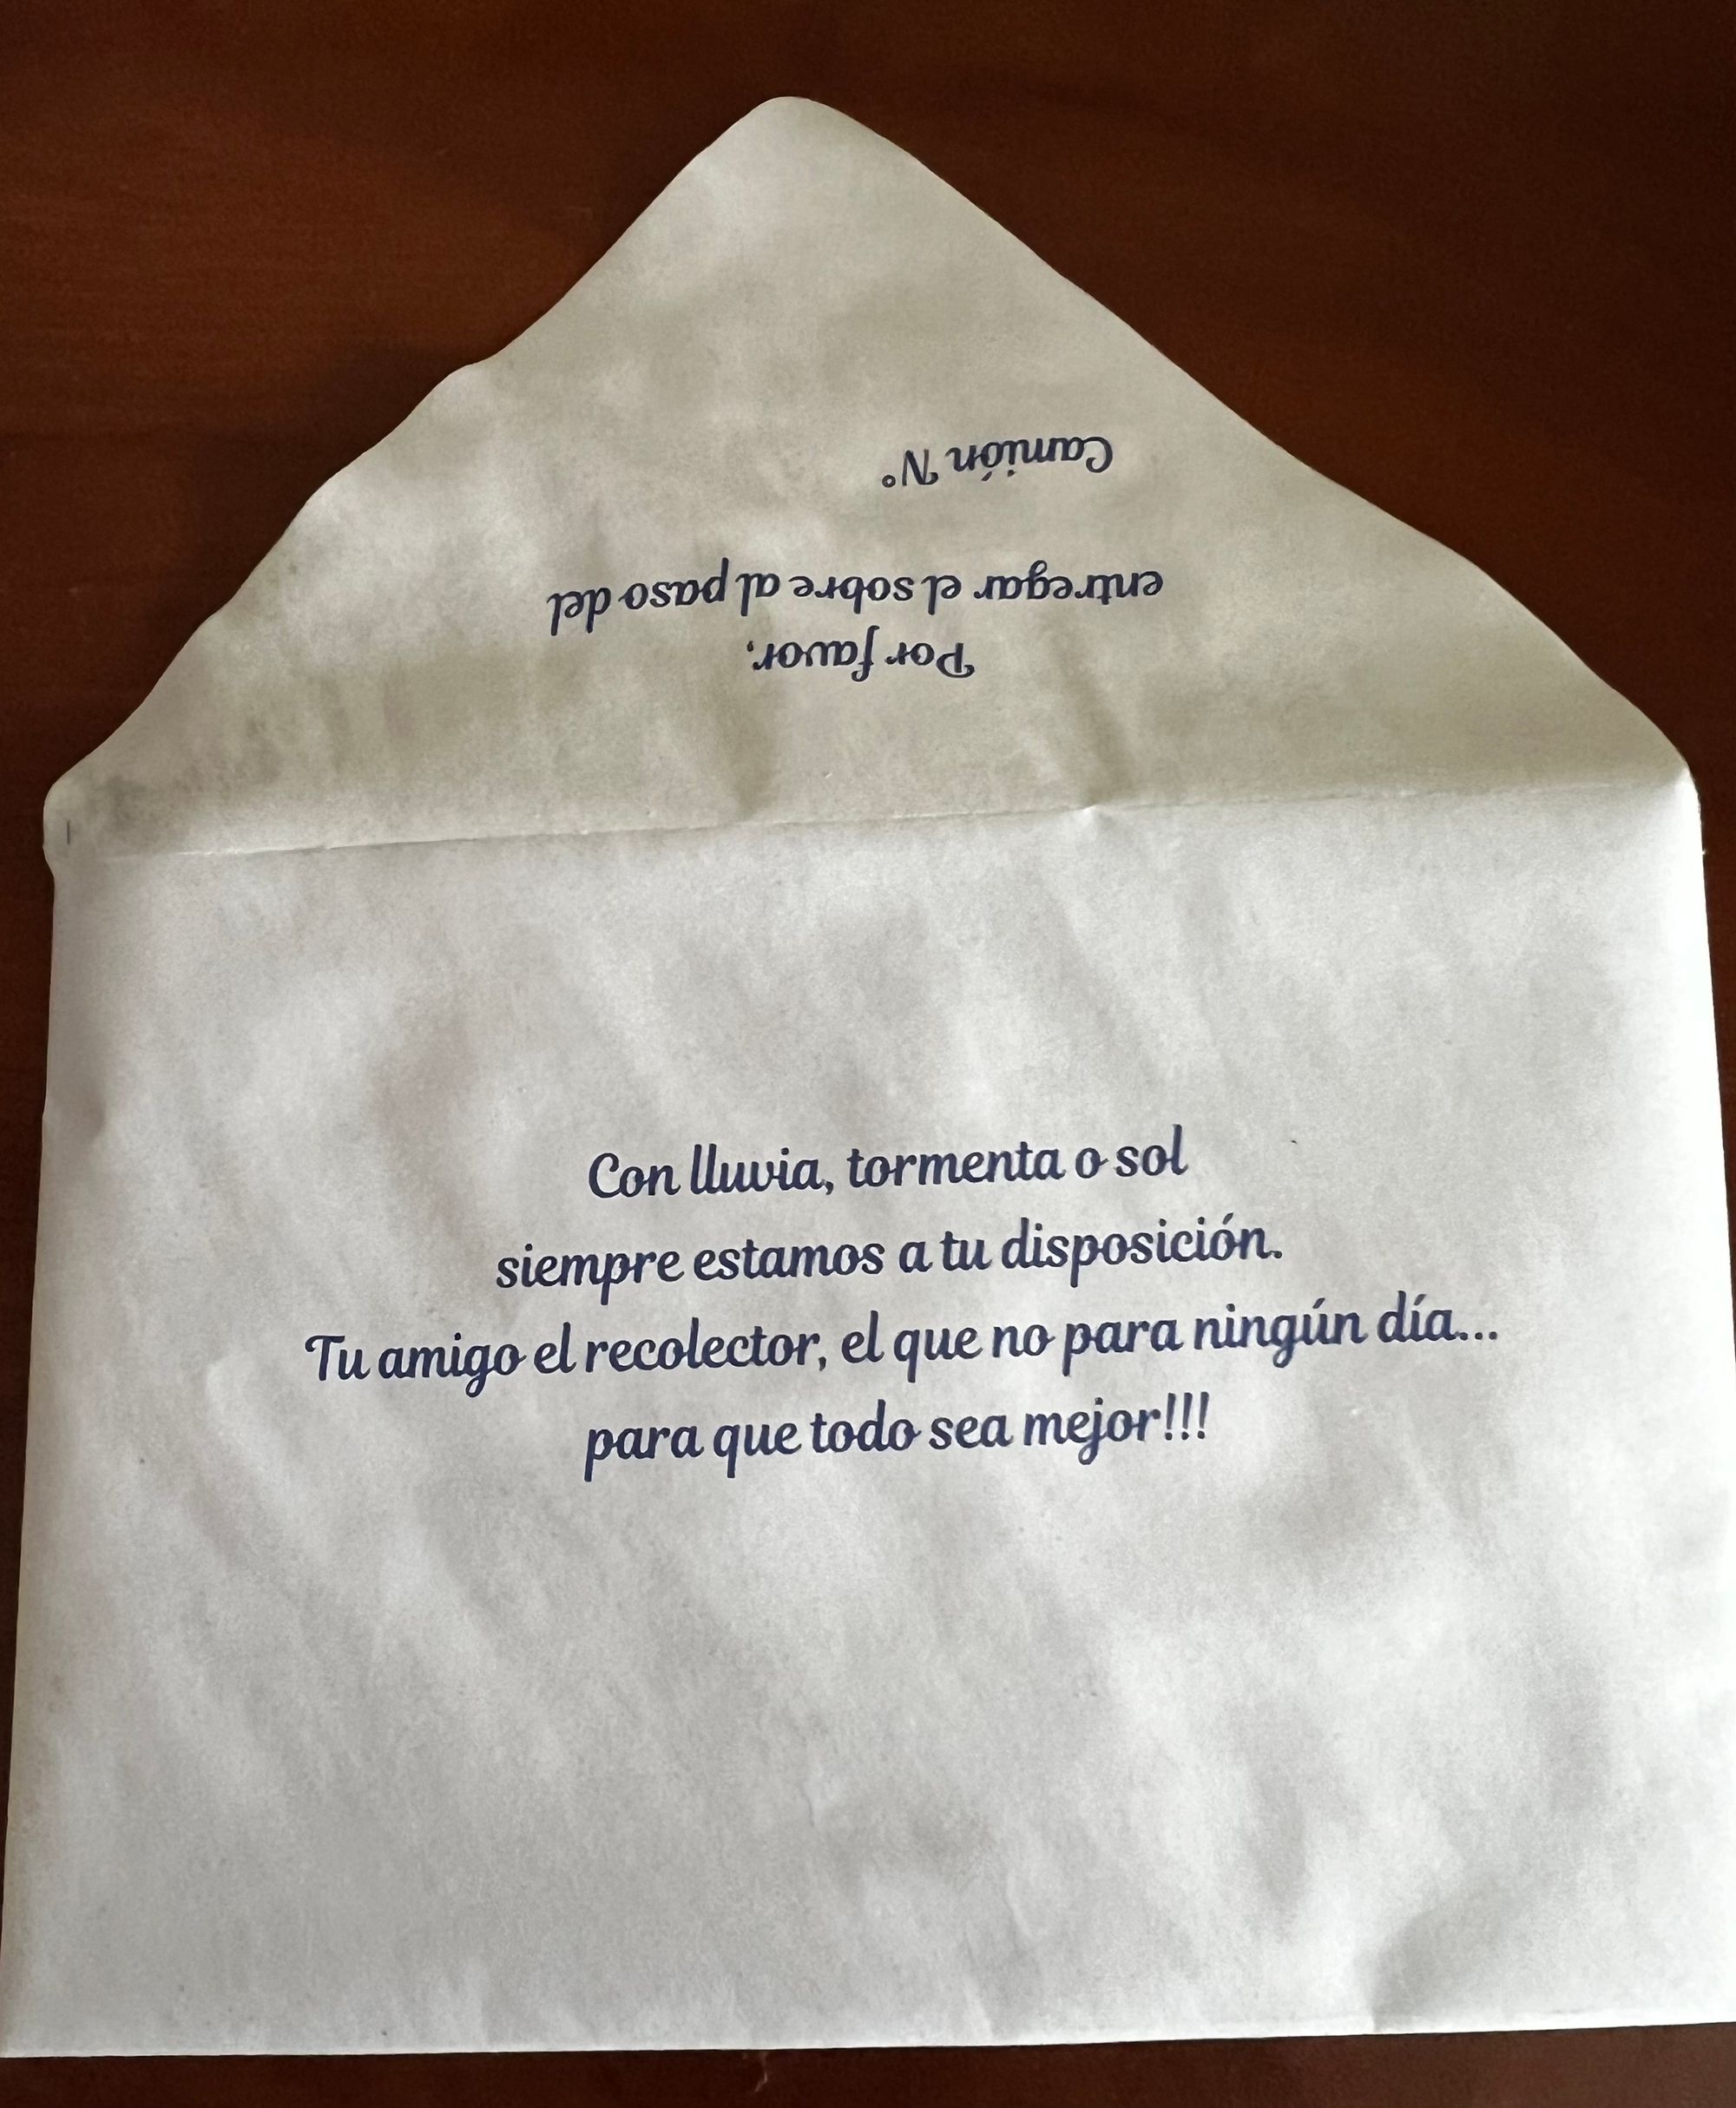 Por favor,
entregar el sobre al paso del
Camión N°
Con lluvia, tormenta o sol
siempre estamos a tu disposición.
Tu amigo el recolector, el que no para ningún día...
para que todo sea mejor!!!